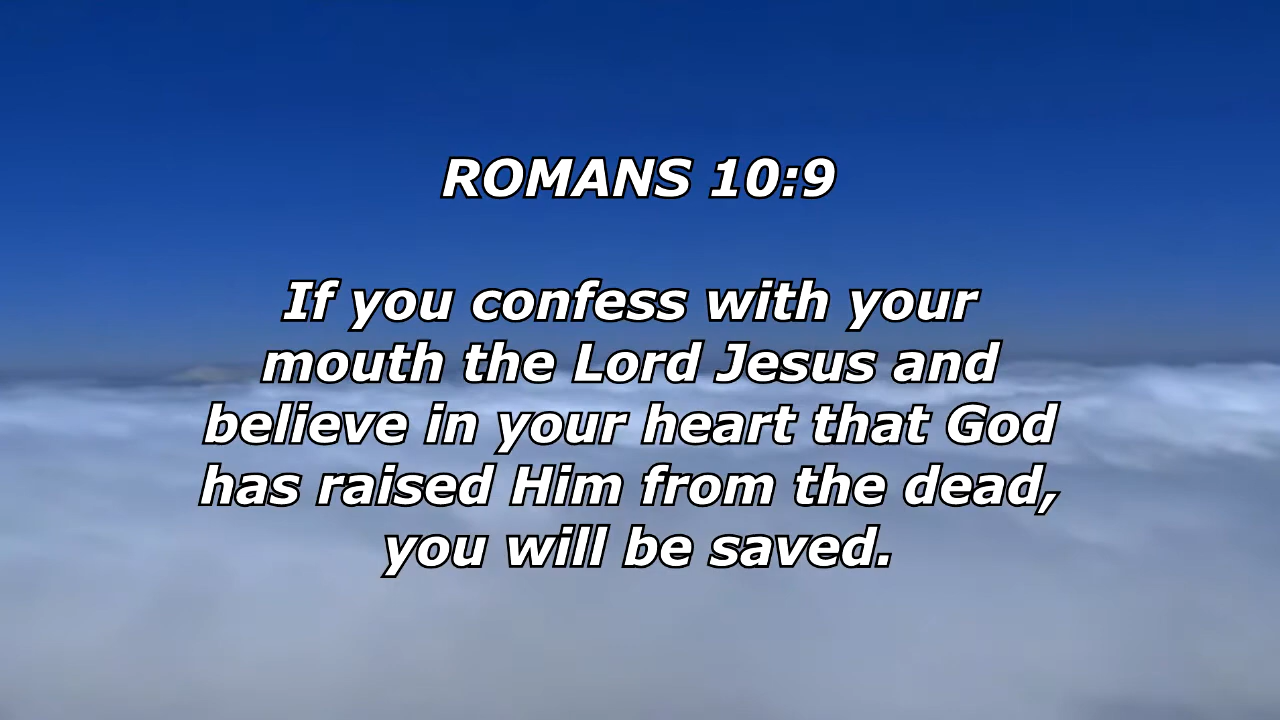 ROMANS 10:9
If you confess with your
mouth the Lord Jesus and
believe in your heart that God
has raised Him from the dead,
you will be saved.